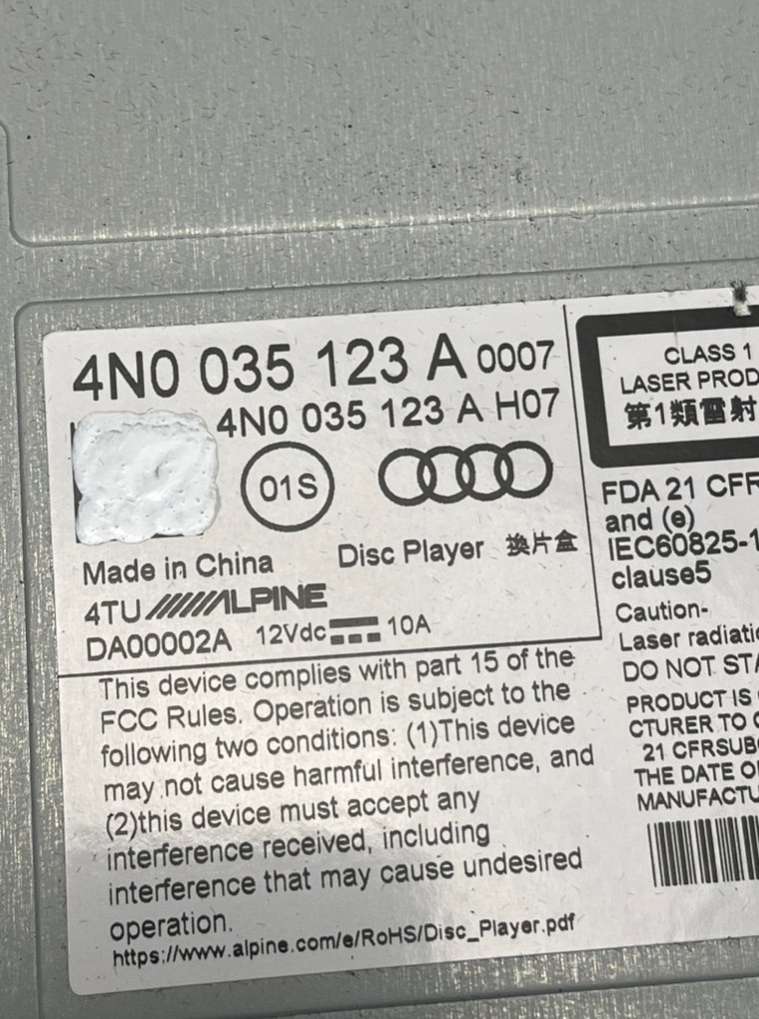 4N0 035 123 A 0007
4N0 035 123 A H07
01S
Made in China
Disc Player 換片盒
4TU ALPINE
DA00002A 12Vdc 10A
This device complies with part 15 of the
FCC Rules. Operation is subject to the
following two conditions: (1)This device
may not cause harmful interference, and
(2)this device must accept any
interference received, including
interference that may cause undesired
operation.
https://www.alpine.com/e/RoHS/Disc_Player.pdf
CLASS 1
LASER PROD
第1類雷射
FDA 21 CFR
and (e)
IEC60825-1
clause5
Caution-
Laser radiati
DO NOT STA
PRODUCT IS
CTURER TO
21 CFRSUB
THE DATE O
MANUFACTU